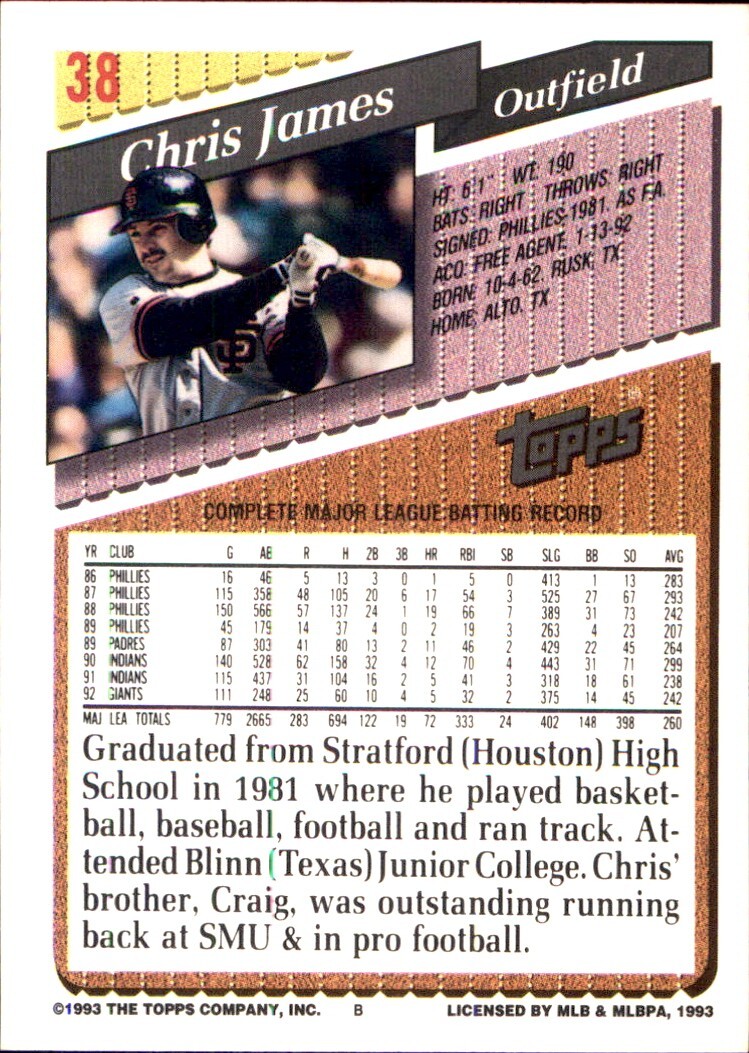 38
Chris James
Outfield
HT: 6'1" WT: 190
BATS: RIGHT THROWS: RIGHT
SIGNED: PHILLIES-1981, AS F.A.
ACQ: FREE AGENT, 1-13-92
BORN: 10-4-62, RUSK, TX
HOME: ALTO, TX
SF
SF
TOPPS
COMPLETE MAJOR LEAGUE BATTING RECORD
YR CLUB G AB R H 2B 3B HR RBI SB SLG BB SO AVG
86 PHILLIES 16 46 5 13 3 0 1 5 0 413 1 13 283
87 PHILLIES 115 358 48 105 20 6 17 54 3 525 27 67 293
88 PHILLIES 150 566 57 137 24 1 19 66 7 389 31 73 242
89 PHILLIES 45 179 14 37 4 0 2 19 3 263 4 23 207
89 PADRES 87 303 41 80 13 2 11 46 2 429 22 45 264
90 INDIANS 140 528 62 158 32 4 12 70 4 443 31 71 299
91 INDIANS 115 437 31 104 16 2 5 41 3 318 18 61 238
92 GIANTS 111 248 25 60 10 4 5 32 2 375 14 45 242
MAJ LEA TOTALS 779 2665 283 694 122 19 72 333 24 402 148 398 260
Graduated from Stratford (Houston) High
School in 1981 where he played basket-
ball, baseball, football and ran track. At-
tended Blinn (Texas) Junior College. Chris'
brother, Craig, was outstanding running
back at SMU & in pro football.
©1993 THE TOPPS COMPANY, INC. B LICENSED BY MLB & MLBPA, 1993